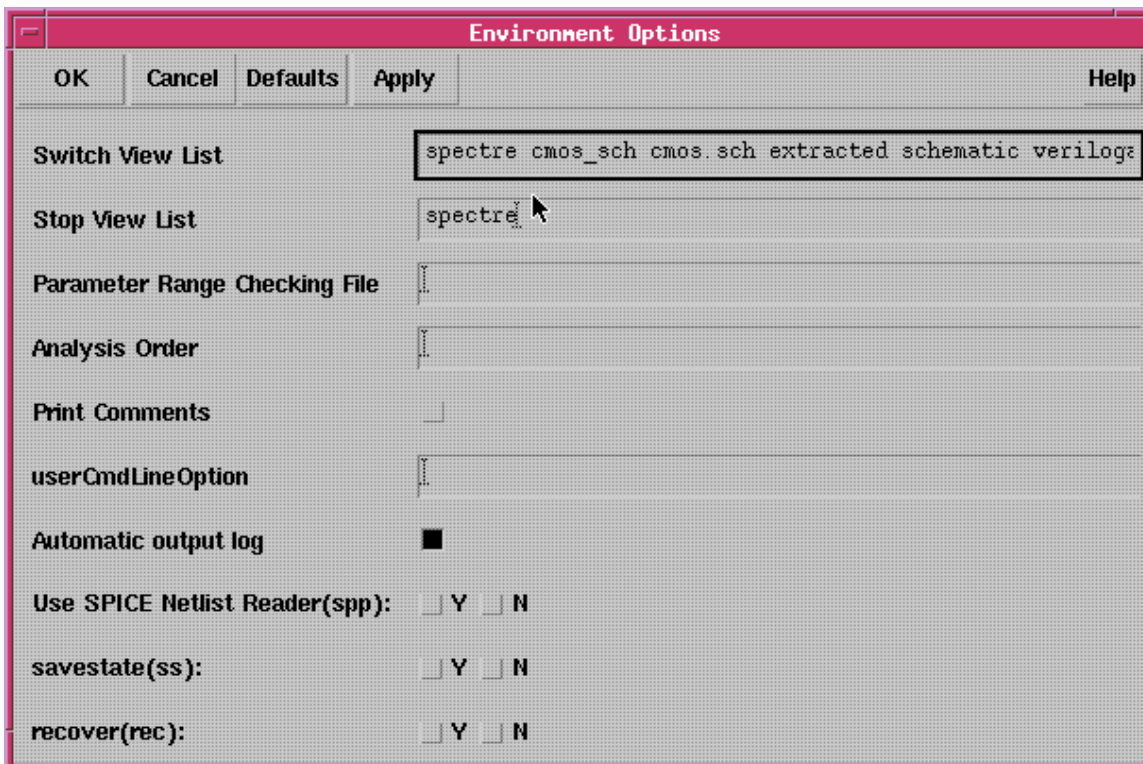 Environment Options
OK Cancel Defaults Apply Help
Switch View List spectre cmos_sch cmos.sch extracted schematic veriloga
Stop View List spectre
Parameter Range Checking File
Analysis Order
Print Comments
userCmdLineOption
Automatic output log
Use SPICE Netlist Reader(spp): Y N
savestate(ss): Y N
recover(rec): Y N